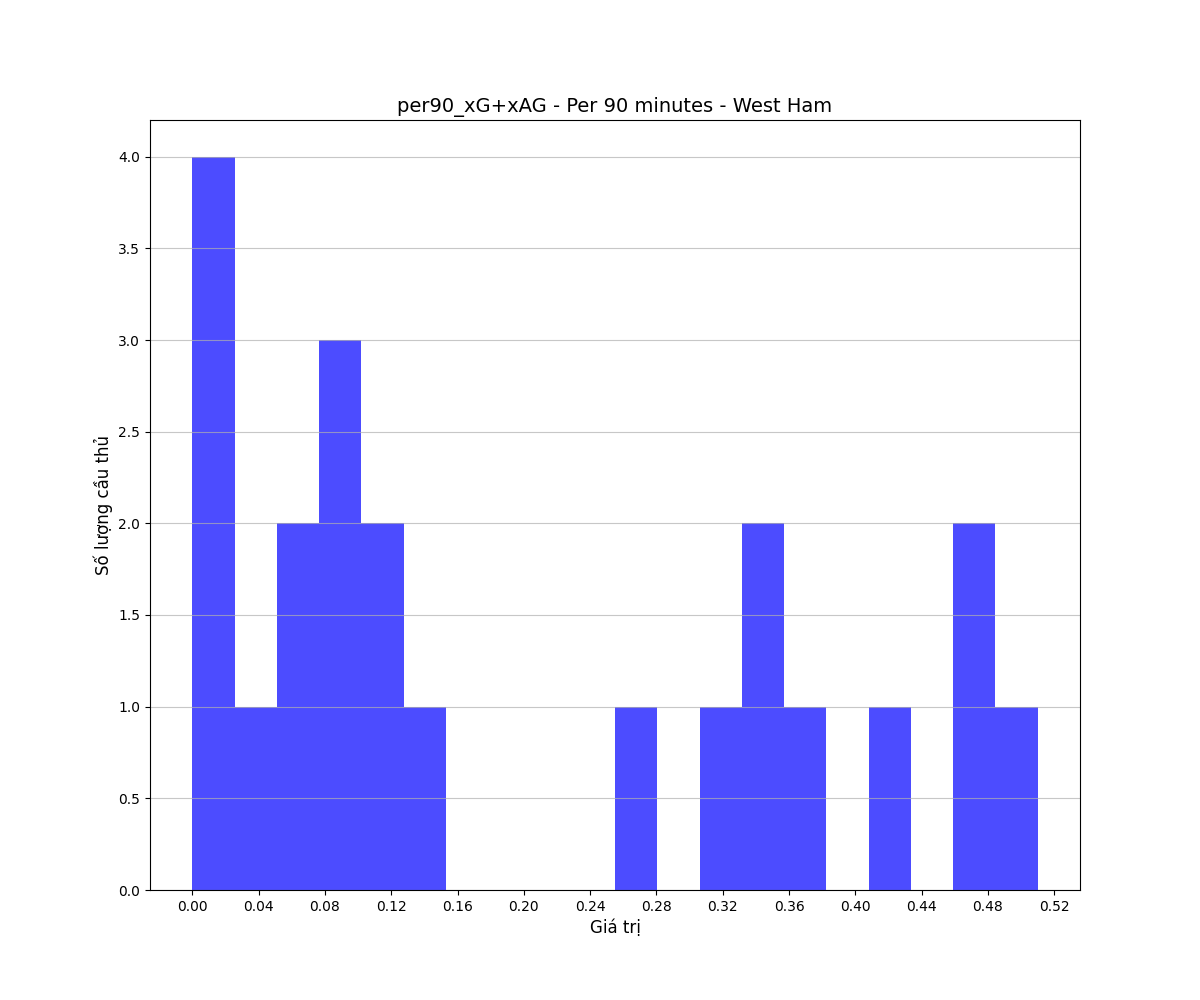 per90_xG+xAG - Per 90 minutes - West Ham
Số lượng cầu thủ
4.0
3.5
3.0
2.5
2.0
1.5
1.0
0.5
0.0
0.00 0.04 0.08 0.12 0.16 0.20 0.24 0.28 0.32 0.36 0.40 0.44 0.48 0.52
Giá trị